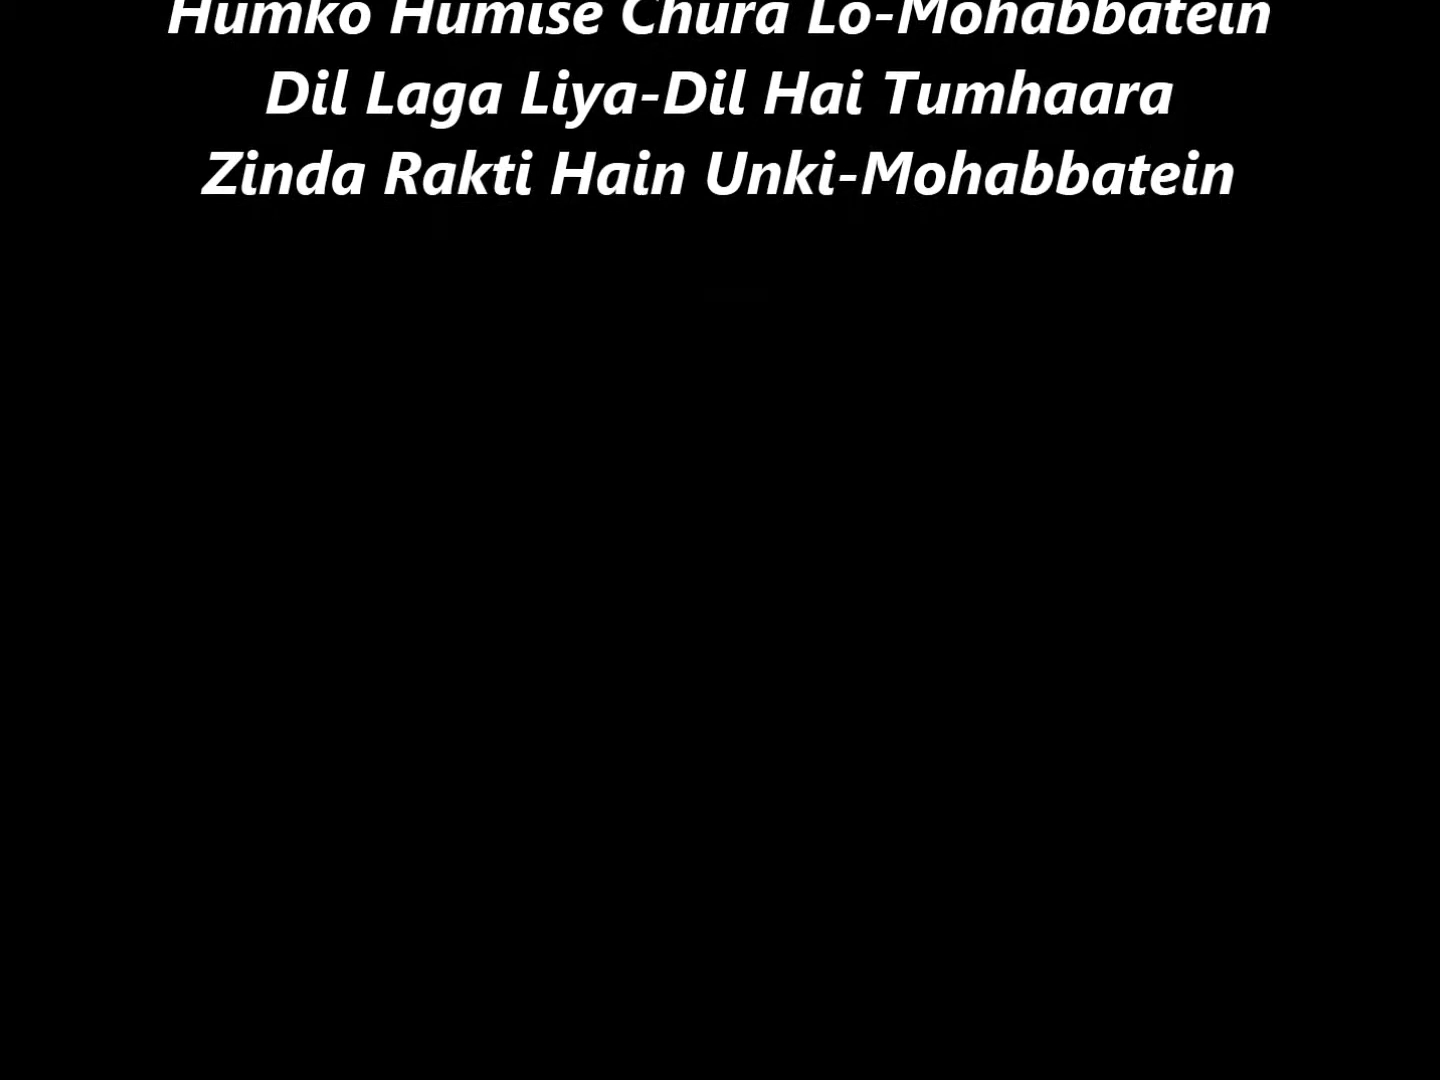 Humko Humise Chura Lo-Mohabbatein
Dil Laga Liya-Dil Hai Tumhaara
Zinda Rakti Hain Unki-Mohabbatein